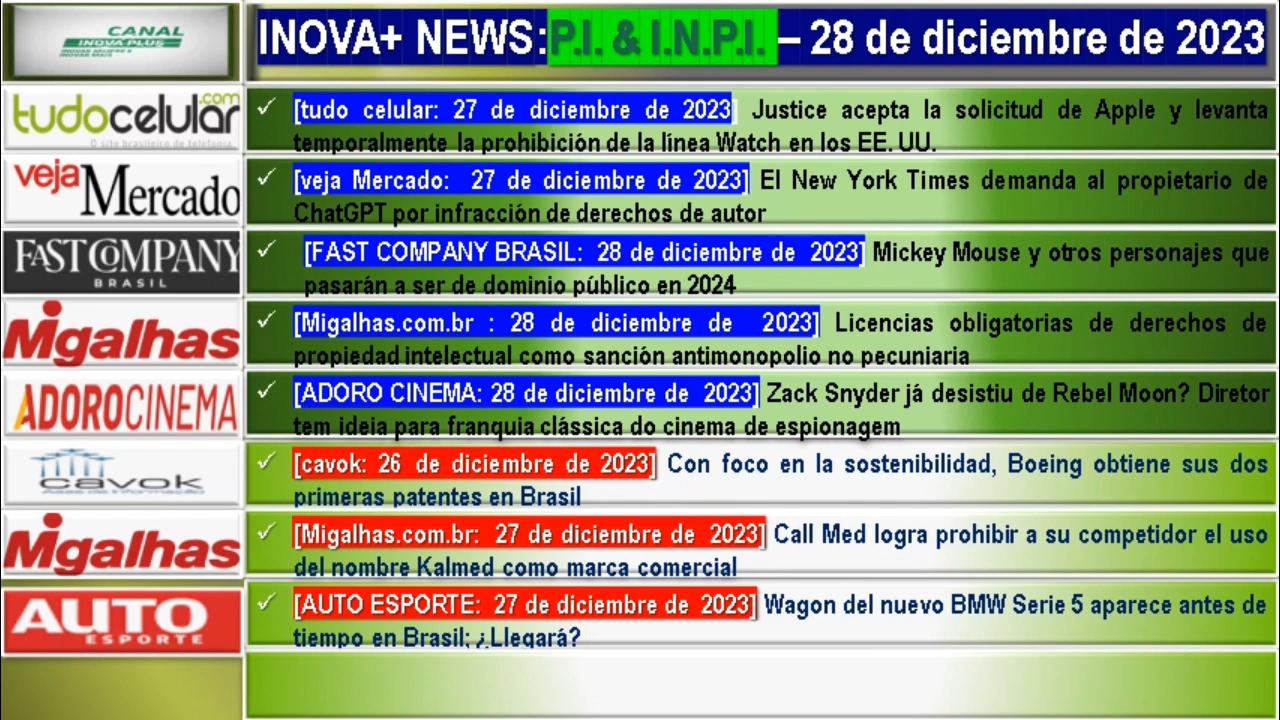 CANAL
INOVA PLUS
INOVA+ NEWS:P.I. & I.N.P.I. – 28 de diciembre de 2023
tudocelular.com
O site brasileiro de telefonia.
[tudo celular: 27 de diciembre de 2023] Justice acepta la solicitud de Apple y levanta
temporalmente la prohibición de la línea Watch en los EE. UU.
veja
Mercado
[veja Mercado: 27 de diciembre de 2023] El New York Times demanda al propietario de
ChatGPT por infracción de derechos de autor
FAST COMPANY
BRASIL
[FAST COMPANY BRASIL: 28 de diciembre de 2023] Mickey Mouse y otros personajes que
pasarán a ser de dominio público en 2024
Migalhas
[Migalhas.com.br : 28 de diciembre de 2023] Licencias obligatorias de derechos de
propiedad intelectual como sanción antimonopolio no pecuniaria
ADOROCINEMA
[ADORO CINEMA: 28 de diciembre de 2023] Zack Snyder já desistiu de Rebel Moon? Diretor
tem ideia para franquia clássica do cinema de espionagem
cavok
Asas da Informação
[cavok: 26 de diciembre de 2023] Con foco en la sostenibilidad, Boeing obtiene sus dos
primeras patentes en Brasil
Migalhas
[Migalhas.com.br: 27 de diciembre de 2023] Call Med logra prohibir a su competidor el uso
del nombre Kalmed como marca comercial
AUTO
ESPORTE
[AUTO ESPORTE: 27 de diciembre de 2023] Wagon del nuevo BMW Serie 5 aparece antes de
tiempo en Brasil; ¿Llegará?